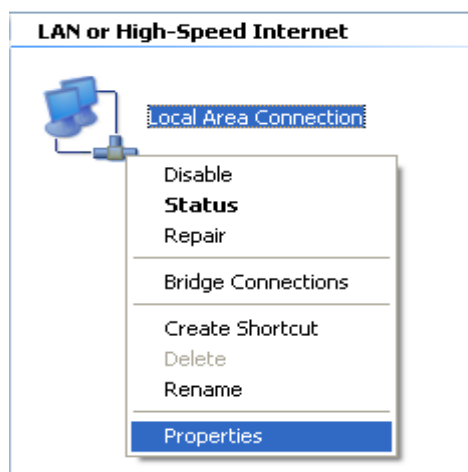 LAN or High-Speed Internet
Local Area Connection
Disable
Status
Repair
Bridge Connections
Create Shortcut
Delete
Rename
Properties